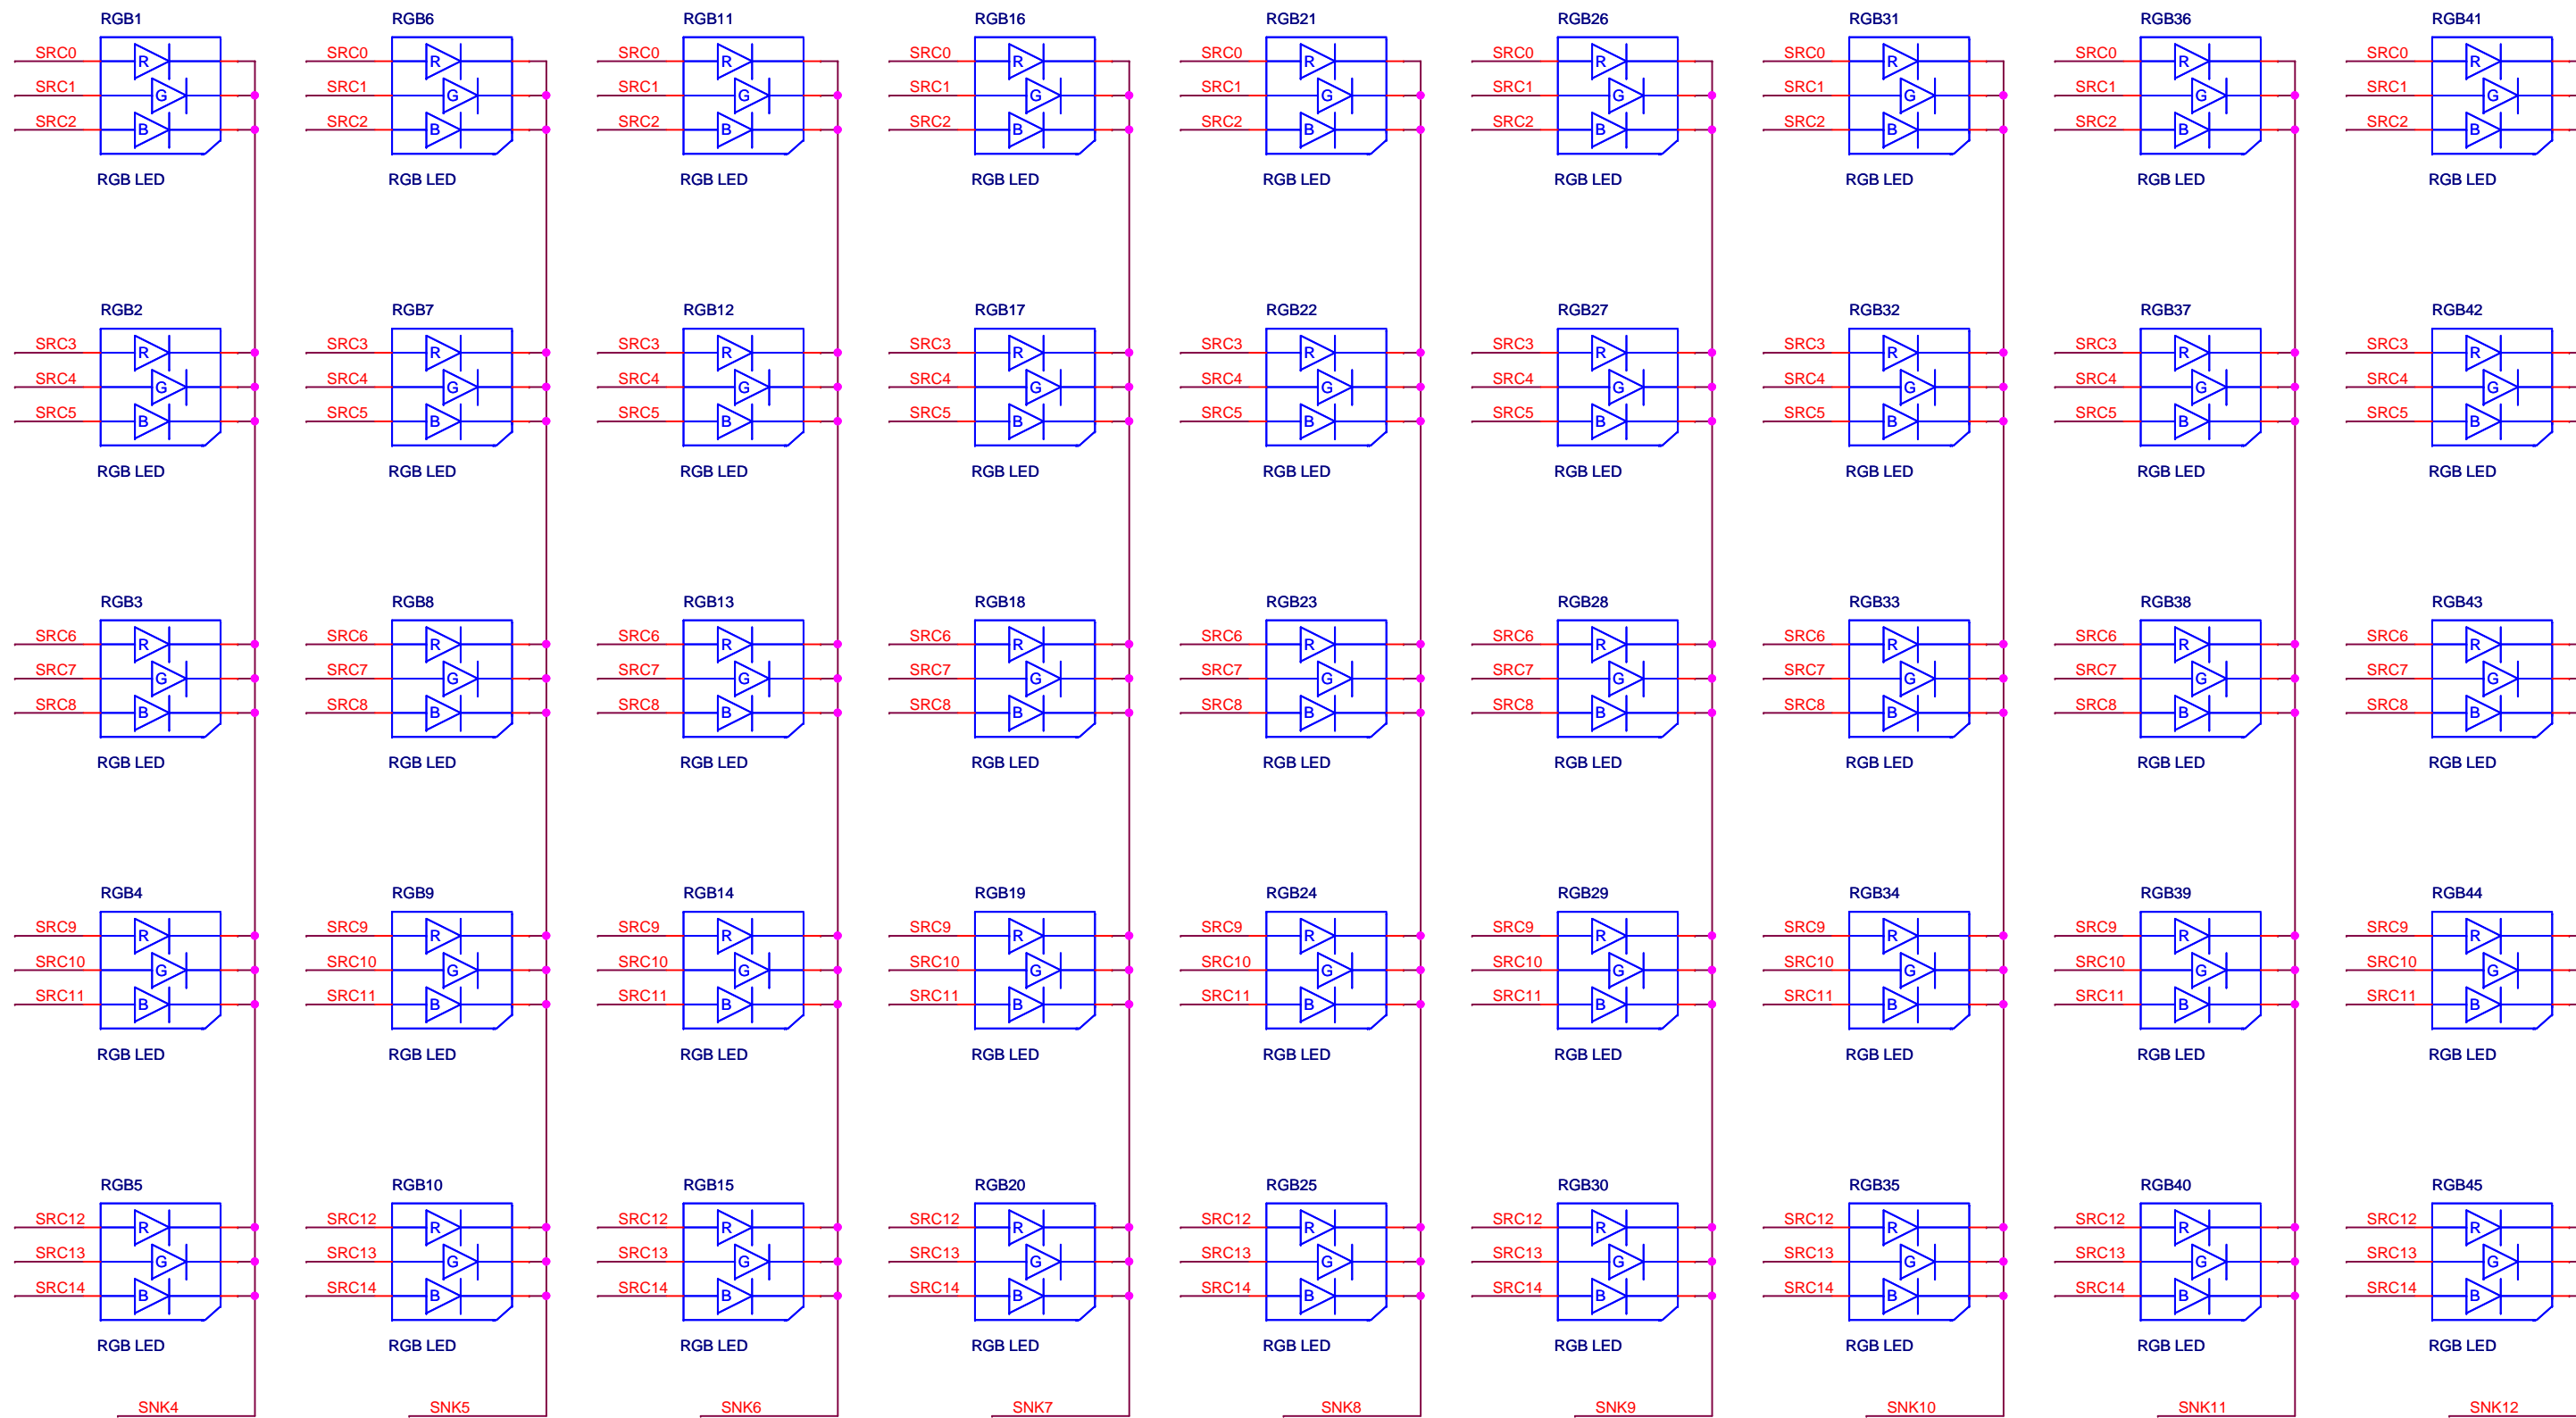 RGB1 RGB6 RGB11 RGB16 RGB21 RGB26 RGB31 RGB36 RGB41
SRC0 R SRC0 R SRC0 R SRC0 R SRC0 R SRC0 R SRC0 R SRC0 R SRC0 R
SRC1 G SRC1 G SRC1 G SRC1 G SRC1 G SRC1 G SRC1 G SRC1 G SRC1 G
SRC2 B SRC2 B SRC2 B SRC2 B SRC2 B SRC2 B SRC2 B SRC2 B SRC2 B
RGB LED RGB LED RGB LED RGB LED RGB LED RGB LED RGB LED RGB LED RGB LED
RGB2 RGB7 RGB12 RGB17 RGB22 RGB27 RGB32 RGB37 RGB42
SRC3 R SRC3 R SRC3 R SRC3 R SRC3 R SRC3 R SRC3 R SRC3 R SRC3 R
SRC4 G SRC4 G SRC4 G SRC4 G SRC4 G SRC4 G SRC4 G SRC4 G SRC4 G
SRC5 B SRC5 B SRC5 B SRC5 B SRC5 B SRC5 B SRC5 B SRC5 B SRC5 B
RGB LED RGB LED RGB LED RGB LED RGB LED RGB LED RGB LED RGB LED RGB LED
RGB3 RGB8 RGB13 RGB18 RGB23 RGB28 RGB33 RGB38 RGB43
SRC6 R SRC6 R SRC6 R SRC6 R SRC6 R SRC6 R SRC6 R SRC6 R SRC6 R
SRC7 G SRC7 G SRC7 G SRC7 G SRC7 G SRC7 G SRC7 G SRC7 G SRC7 G
SRC8 B SRC8 B SRC8 B SRC8 B SRC8 B SRC8 B SRC8 B SRC8 B SRC8 B
RGB LED RGB LED RGB LED RGB LED RGB LED RGB LED RGB LED RGB LED RGB LED
RGB4 RGB9 RGB14 RGB19 RGB24 RGB29 RGB34 RGB39 RGB44
SRC9 R SRC9 R SRC9 R SRC9 R SRC9 R SRC9 R SRC9 R SRC9 R SRC9 R
SRC10 G SRC10 G SRC10 G SRC10 G SRC10 G SRC10 G SRC10 G SRC10 G SRC10 G
SRC11 B SRC11 B SRC11 B SRC11 B SRC11 B SRC11 B SRC11 B SRC11 B SRC11 B
RGB LED RGB LED RGB LED RGB LED RGB LED RGB LED RGB LED RGB LED RGB LED
RGB5 RGB10 RGB15 RGB20 RGB25 RGB30 RGB35 RGB40 RGB45
SRC12 R SRC12 R SRC12 R SRC12 R SRC12 R SRC12 R SRC12 R SRC12 R SRC12 R
SRC13 G SRC13 G SRC13 G SRC13 G SRC13 G SRC13 G SRC13 G SRC13 G SRC13 G
SRC14 B SRC14 B SRC14 B SRC14 B SRC14 B SRC14 B SRC14 B SRC14 B SRC14 B
RGB LED RGB LED RGB LED RGB LED RGB LED RGB LED RGB LED RGB LED RGB LED
SNK4 SNK5 SNK6 SNK7 SNK8 SNK9 SNK10 SNK11 SNK12